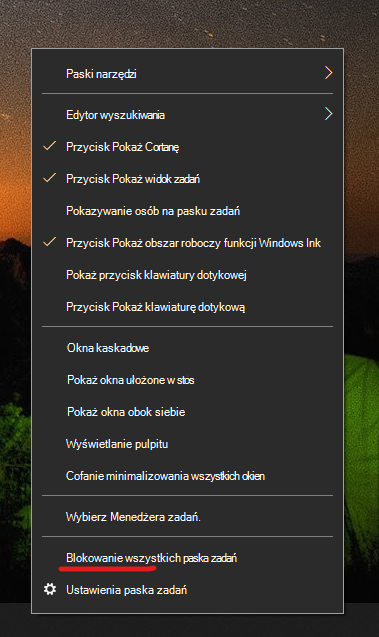 Paski narzędzi
Edytor wyszukiwania
Przycisk Pokaż Cortanę
Przycisk Pokaż widok zadań
Pokazywanie osób na pasku zadań
Przycisk Pokaż obszar roboczy funkcji Windows Ink
Pokaż przycisk klawiatury dotykowej
Przycisk Pokaż klawiaturę dotykową
Okna kaskadowe
Pokaż okna ułożone w stos
Pokaż okna obok siebie
Wyświetlanie pulpitu
Cofanie minimalizowania wszystkich okien
Wybierz Menedżera zadań.
Blokowanie wszystkich paska zadań
Ustawienia paska zadań